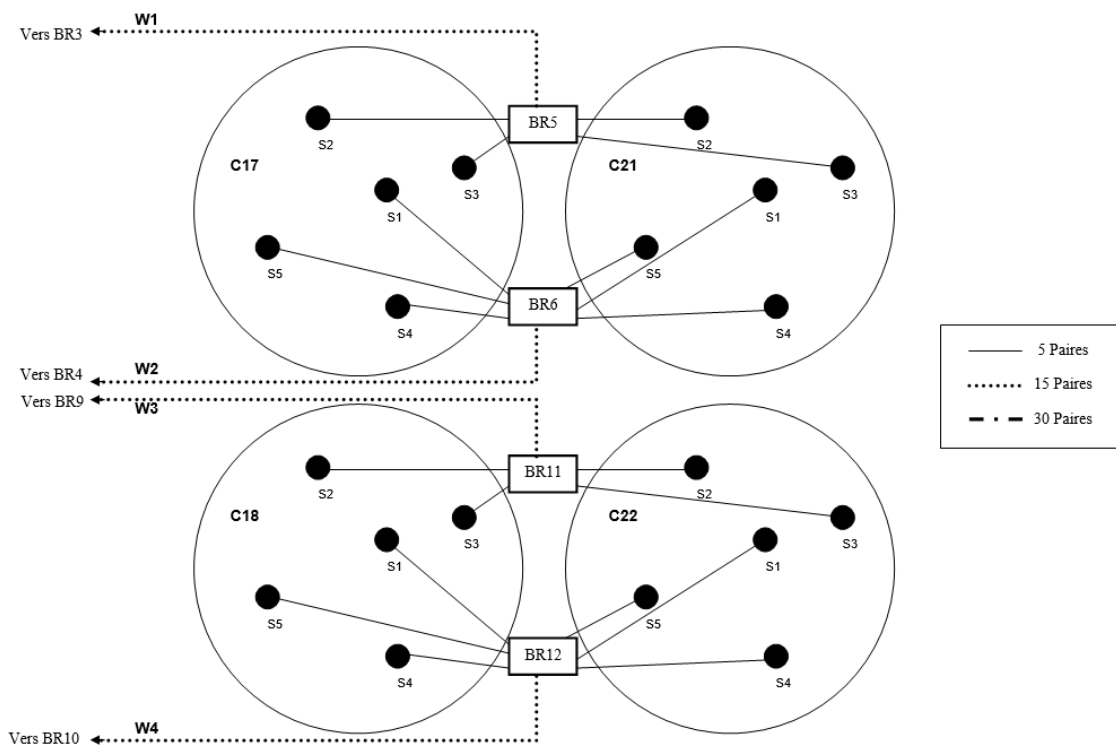 W1
Vers BR3
BR5
S2
S2
C17
C21
S3
S3
S1
S1
S5
S5
BR6
S4
S4
Vers BR4
W2
Vers BR9
W3
BR11
S2
S2
C18
C22
S3
S3
S1
S1
S5
S5
BR12
S4
S4
W4
Vers BR10
5 Paires
15 Paires
30 Paires